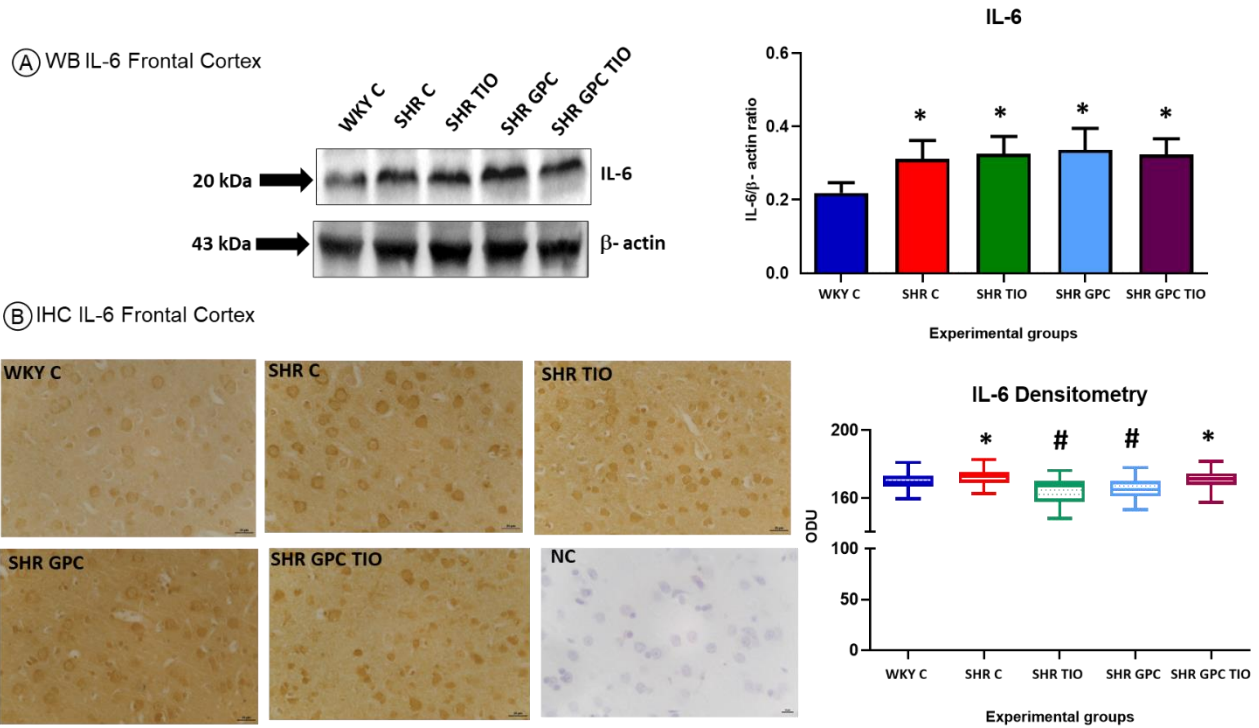 A WB IL-6 Frontal Cortex
WKY C
SHR C
SHR TIO
SHR GPC
SHR GPC TIO
20 kDa
IL-6
43 kDa
β- actin
IL-6
IL-6/β- actin ratio
0.6
0.4
0.2
0.0
*
*
*
*
WKY C SHR C SHR TIO SHR GPC SHR GPC TIO
Experimental groups
B IHC IL-6 Frontal Cortex
WKY C
SHR C
SHR TIO
SHR GPC
SHR GPC TIO
NC
IL-6 Densitometry
ODU
200
160
100
50
0
*
#
#
*
WKY C SHR C SHR TIO SHR GPC SHR GPC TIO
Experimental groups